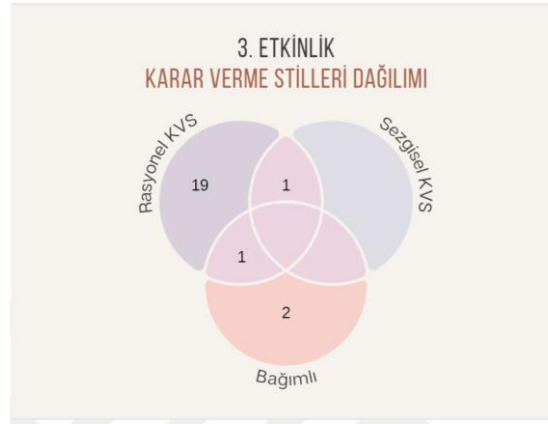 3. ETKİNLİK
KARAR VERME STİLLERİ DAĞILIMI
Rasyonel KVS
Sezgisel KVS
19
1
1
2
Bağımlı